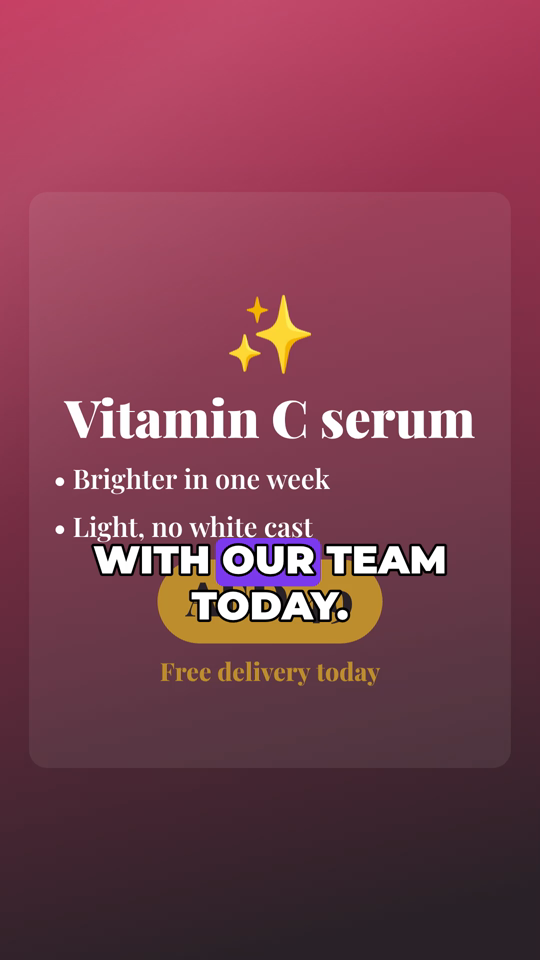 Vitamin C serum
• Brighter in one week
• Light, no white cast
WITH OUR TEAM
TODAY.
Free delivery today